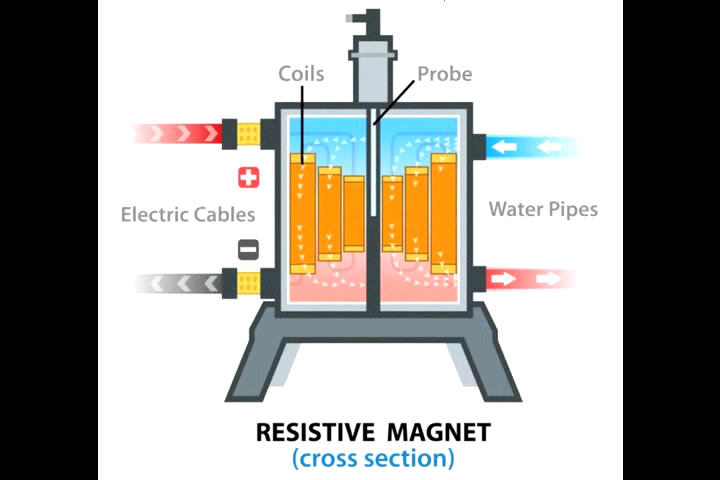 Coils
Probe
Electric Cables
Water Pipes
RESISTIVE MAGNET
(cross section)